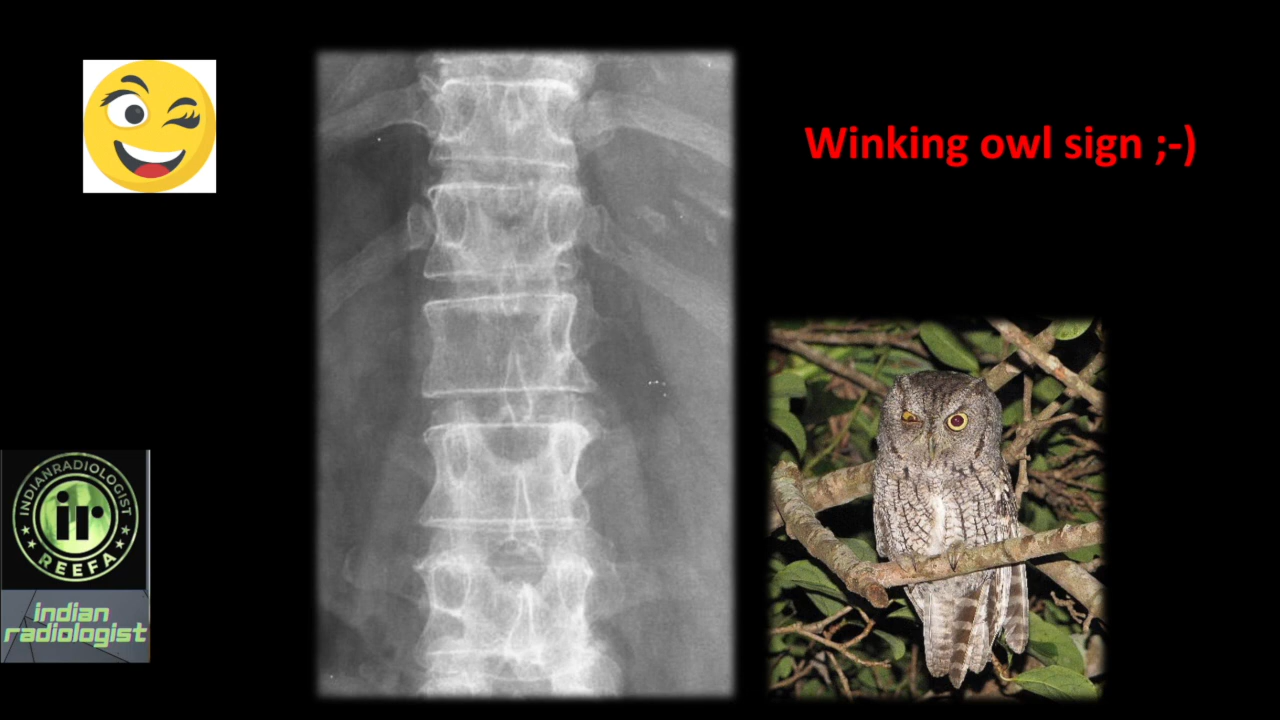 Winking owl sign ;-)
INDIANRADIOLOGIST
ir
REEFA
indian
radiologist